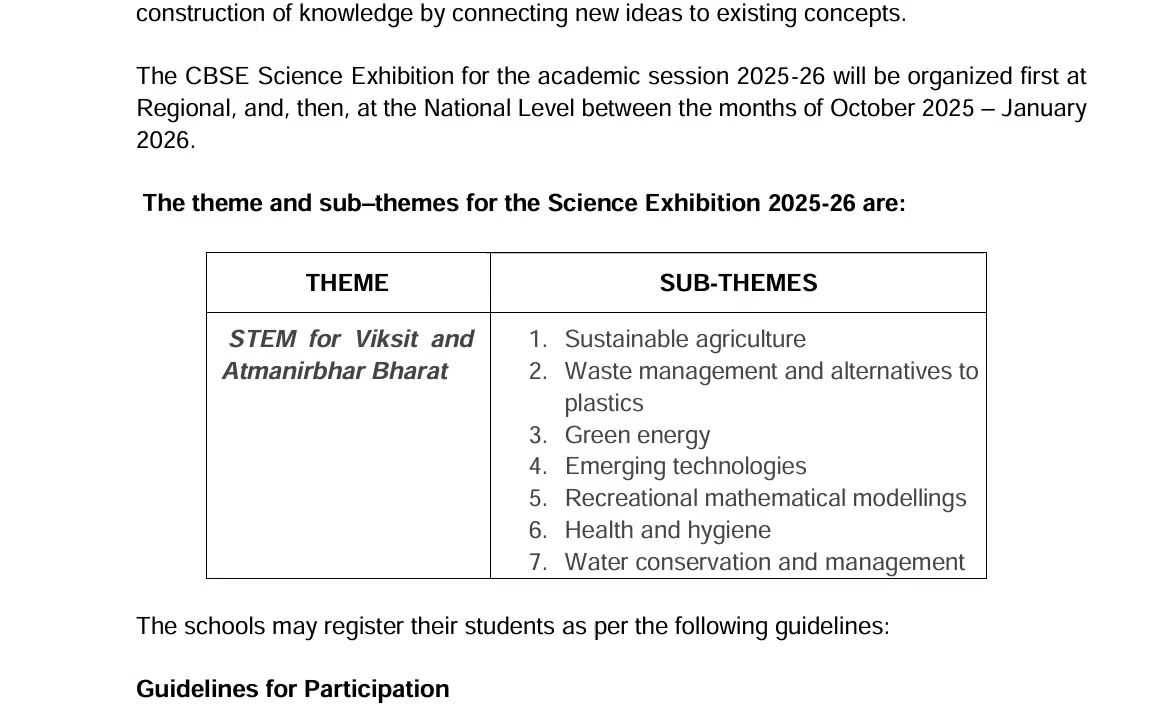 construction of knowledge by connecting new ideas to existing concepts.
The CBSE Science Exhibition for the academic session 2025-26 will be organized first at
Regional, and, then, at the National Level between the months of October 2025 – January
2026.
The theme and sub–themes for the Science Exhibition 2025-26 are:
THEME
SUB-THEMES
STEM for Viksit and
Atmanirbhar Bharat
1. Sustainable agriculture
2. Waste management and alternatives to
plastics
3. Green energy
4. Emerging technologies
5. Recreational mathematical modellings
6. Health and hygiene
7. Water conservation and management
The schools may register their students as per the following guidelines:
Guidelines for Participation